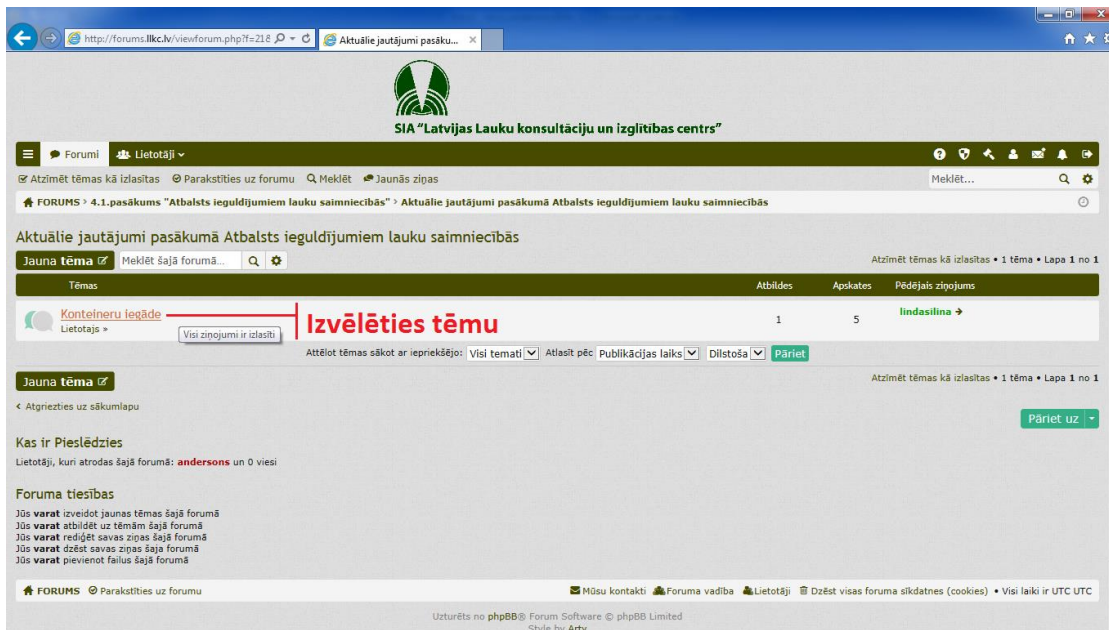 http://forums.llkc.lv/viewforum.php?f=218
Aktuālie jautājumi pasāku...
SIA "Latvijas Lauku konsultāciju un izglītības centrs"
Forumi Lietotāji
Atzīmēt tēmas kā izlasītas Parakstīties uz forumu Meklēt Jaunās ziņas Meklēt...
FORUMS › 4.1.pasākums "Atbalsts ieguldījumiem lauku saimniecībās" › Aktuālie jautājumi pasākumā Atbalsts ieguldījumiem lauku saimniecībās
Aktuālie jautājumi pasākumā Atbalsts ieguldījumiem lauku saimniecībās
Jauna tēma Meklēt šajā forumā... Atzīmēt tēmas kā izlasītas • 1 tēma • Lapa 1 no 1
Tēmas Atbildes Apskates Pēdējais ziņojums
Konteineru iegāde Izvēlēties tēmu 1 5 lindasilina
Lietotajs »
Visi ziņojumi ir izlasīti
Attēlot tēmas sākot ar iepriekšējo: Visi temati Atlasīt pēc Publikācijas laiks Dilstoša Pāriet
Jauna tēma Atzīmēt tēmas kā izlasītas • 1 tēma • Lapa 1 no 1
‹ Atgriezties uz sākumlapu
Pāriet uz
Kas ir Pieslēdzies
Lietotāji, kuri atrodas šajā forumā: andersons un 0 viesi
Foruma tiesības
Jūs varat izveidot jaunas tēmas šajā forumā
Jūs varat atbildēt uz tēmām šajā forumā
Jūs varat rediģēt savas ziņas šajā forumā
Jūs varat dzēst savas ziņas šaja forumā
Jūs varat pievienot failus šajā forumā
FORUMS Parakstīties uz forumu Mūsu kontakti Foruma vadība Lietotāji Dzēst visas foruma sīkdatnes (cookies) • Visi laiki ir UTC UTC
Uzturēts no phpBB® Forum Software © phpBB Limited
Style by Arty